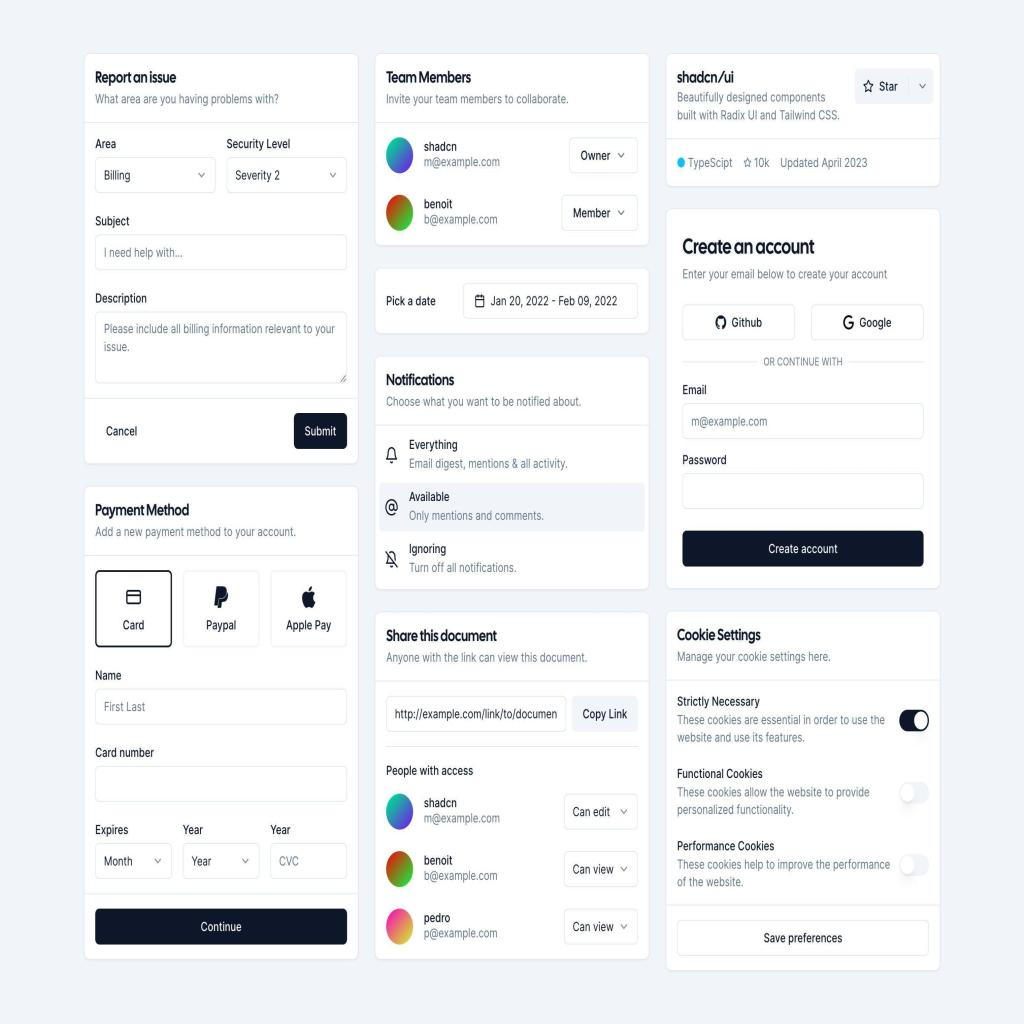 Report an issue
What area are you having problems with?
Area
Security Level
Billing
Severity 2
Subject
I need help with...
Description
Please include all billing information relevant to your
issue.
Cancel
Submit
Payment Method
Add a new payment method to your account.
Card
Paypal
Apple Pay
Name
First Last
Card number
Expires
Year
Year
Month
Year
CVC
Continue
Team Members
Invite your team members to collaborate.
shadcn
m@example.com
Owner
benoit
b@example.com
Member
Pick a date
Jan 20, 2022 - Feb 09, 2022
Notifications
Choose what you want to be notified about.
Everything
Email digest, mentions & all activity.
Available
Only mentions and comments.
Ignoring
Turn off all notifications.
Share this document
Anyone with the link can view this document.
http://example.com/link/to/documen
Copy Link
People with access
shadcn
m@example.com
Can edit
benoit
b@example.com
Can view
pedro
p@example.com
Can view
shadcn/ui
Beautifully designed components
built with Radix UI and Tailwind CSS.
Star
TypeScipt
10k
Updated April 2023
Create an account
Enter your email below to create your account
Github
Google
OR CONTINUE WITH
Email
m@example.com
Password
Create account
Cookie Settings
Manage your cookie settings here.
Strictly Necessary
These cookies are essential in order to use the
website and use its features.
Functional Cookies
These cookies allow the website to provide
personalized functionality.
Performance Cookies
These cookies help to improve the performance
of the website.
Save preferences